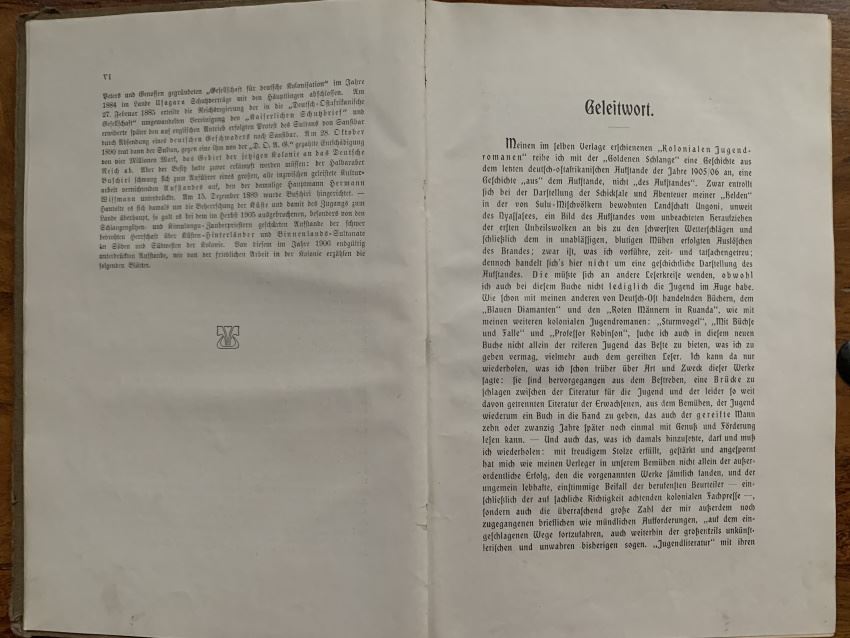 VI
Peters und Genossen gegründeten „Gesellschaft für deutsche Kolonisation“ im Jahre
1884 im Lande Usagara Schutzverträge mit den Häuptlingen abschlossen. Am
27. Februar 1885 erteilte die Reichsregierung der in die „Deutsch-Ostafrikanische
Gesellschaft“ umgewandelten Vereinigung den „Kaiserlichen Schutzbrief“ und
erwiderte später den auf englischen Antrieb erfolgten Protest des Sultans von Sansibar
durch Absendung eines deutschen Geschwaders nach Sansibar. Am 28. Oktober
1890 trat dann der Sultan, gegen eine ihm von der „D. O. A. G.“ gezahlte Entschädigung
von vier Millionen Mark, das Gebiet der jetzigen Kolonie an das Deutsche
Reich ab. Aber der Besitz hatte zuvor erkämpft werden müssen: der Halbaraber
Buschiri schwang sich zum Anführer eines großen, alle inzwischen geleistete Kultur-
arbeit vernichtenden Aufstandes auf, den der damalige Hauptmann Hermann
Wissmann unterdrückte. Am 15. Dezember 1889 wurde Buschiri hingerichtet. —
Handelte es sich damals um die Beherrschung der Küste und damit des Zugangs zum
Lande überhaupt, so galt es bei dem im Herbst 1905 ausgebrochenen, besonders von den
Schlangengilpen- und Kinualunga-Zauberpriestern geschürten Aufstande der schwer
bedrohten Herrschaft über Küsten-Hinterländer und Binnenlands-Sultanate
im Süden und Südwesten der Kolonie. Von diesem im Jahre 1906 endgültig
unterdrückten Aufstande, wie von der friedlichen Arbeit in der Kolonie erzählen die
folgenden Blätter.
Geleitwort.
Meinen im selben Verlage erschienenen „Kolonialen Jugend-
romanen“ reihe ich mit der „Goldenen Schlange“ eine Geschichte aus
dem letzten deutsch-ostafrikanischen Aufstande der Jahre 1905/06 an, eine
Geschichte „aus“ dem Aufstande, nicht „des Aufstandes“. Zwar entrollt
sich bei der Darstellung der Schicksale und Abenteuer meiner „Helden“
in der von Sulu-Mischvölkern bewohnten Landschaft Ungoni, unweit
des Nyassasees, ein Bild des Aufstandes vom unbeachteten Heraufziehen
der ersten Unheilswolken an bis zu den schwersten Wetterschlägen und
schließlich dem in unablässigen, blutigen Mühen erfolgten Auslöschen
des Brandes; zwar ist, was ich vorführe, zeit- und tatsachengetreu;
dennoch handelt sich’s hier nicht um eine geschichtliche Darstellung des
Aufstandes. Die müßte sich an andere Leserkreise wenden, obwohl
ich auch bei diesem Buche nicht lediglich die Jugend im Auge habe.
Wie schon mit meinen anderen von Deutsch-Ost handelnden Büchern, dem
„Blauen Diamanten“ und den „Roten Männern in Ruanda“, wie mit
meinen weiteren kolonialen Jugendromanen: „Sturmvogel“, „Mit Büchse
und Falle“ und „Professor Robinson“, suche ich auch in diesem neuen
Buche nicht allein der reiferen Jugend das Beste zu bieten, was ich zu
geben vermag, vielmehr auch dem gereiften Leser. Ich kann da nur
wiederholen, was ich schon früher über Art und Zweck dieser Werke
sagte: sie sind hervorgegangen aus dem Bestreben, eine Brücke zu
schlagen zwischen der Literatur für die Jugend und der leider so weit
davon getrennten Literatur der Erwachsenen, aus dem Bemühen, der Jugend
wiederum ein Buch in die Hand zu geben, das auch der gereifte Mann
zehn oder zwanzig Jahre später noch einmal mit Genuß und Förderung
lesen kann. — Und auch das, was ich damals hinzusetzte, darf und muß
ich wiederholen: mit freudigem Stolze erfüllt, gestärkt und angespornt
hat mich wie meinen Verleger in unserem Bemühen nicht allein der außer-
ordentliche Erfolg, den die vorgenannten Werke sämtlich fanden, und der
ungemein lebhafte, einstimmige Beifall der berufensten Beurteiler — ein-
schließlich der auf sachliche Richtigkeit achtenden kolonialen Fachpresse —,
sondern auch die überraschend große Zahl der mir außerdem noch
zugegangenen brieflichen wie mündlichen Aufforderungen, „auf dem ein-
geschlagenen Wege fortzufahren, auch weiterhin der großenteils unkünst-
lerischen und unwahren bisherigen sogen. „Jugendliteratur“ mit ihren